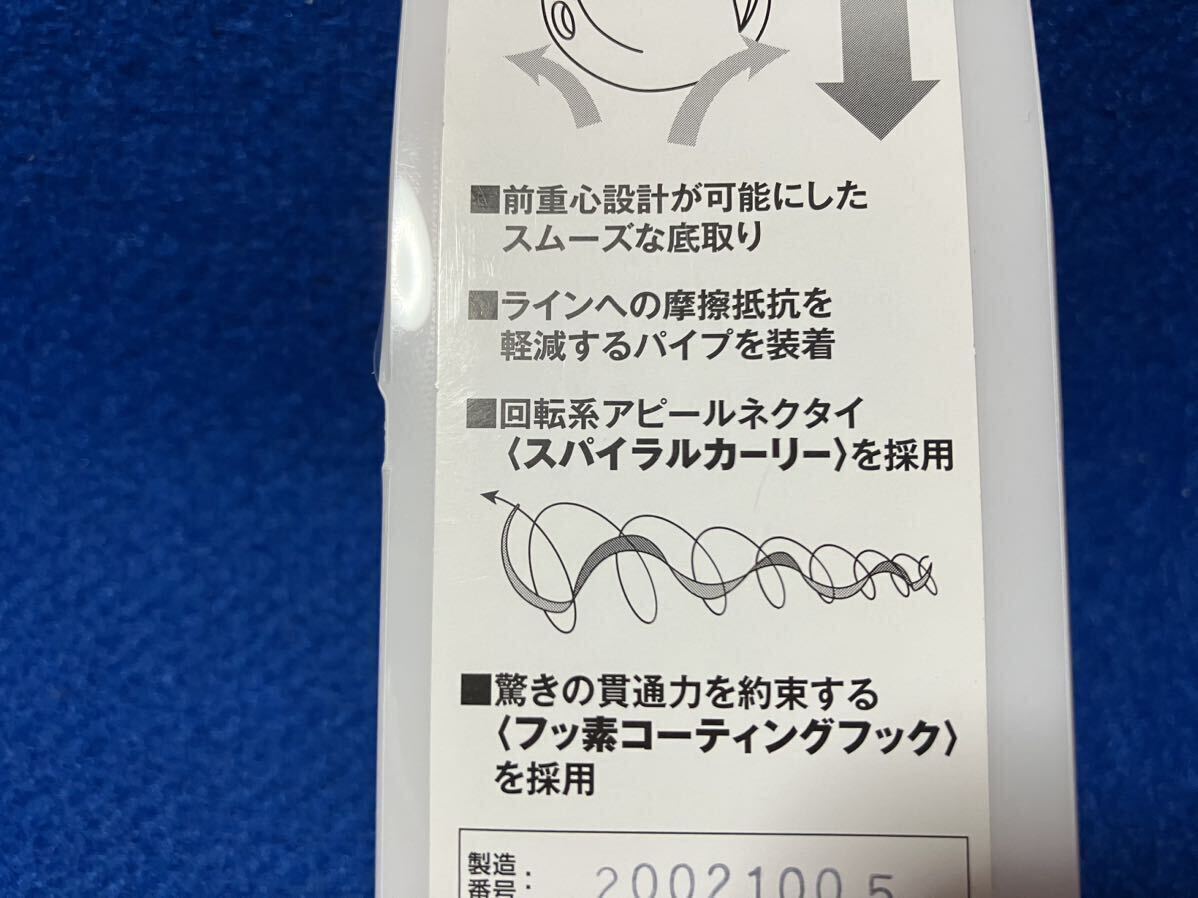 ■前重心設計が可能にした
スムーズな底取り
■ラインへの摩擦抵抗を
軽減するパイプを装着
■回転系アピールネクタイ
〈スパイラルカーリー〉を採用
■驚きの貫通力を約束する
〈フッ素コーティングフック〉
を採用
製造
番号:
2002100 5